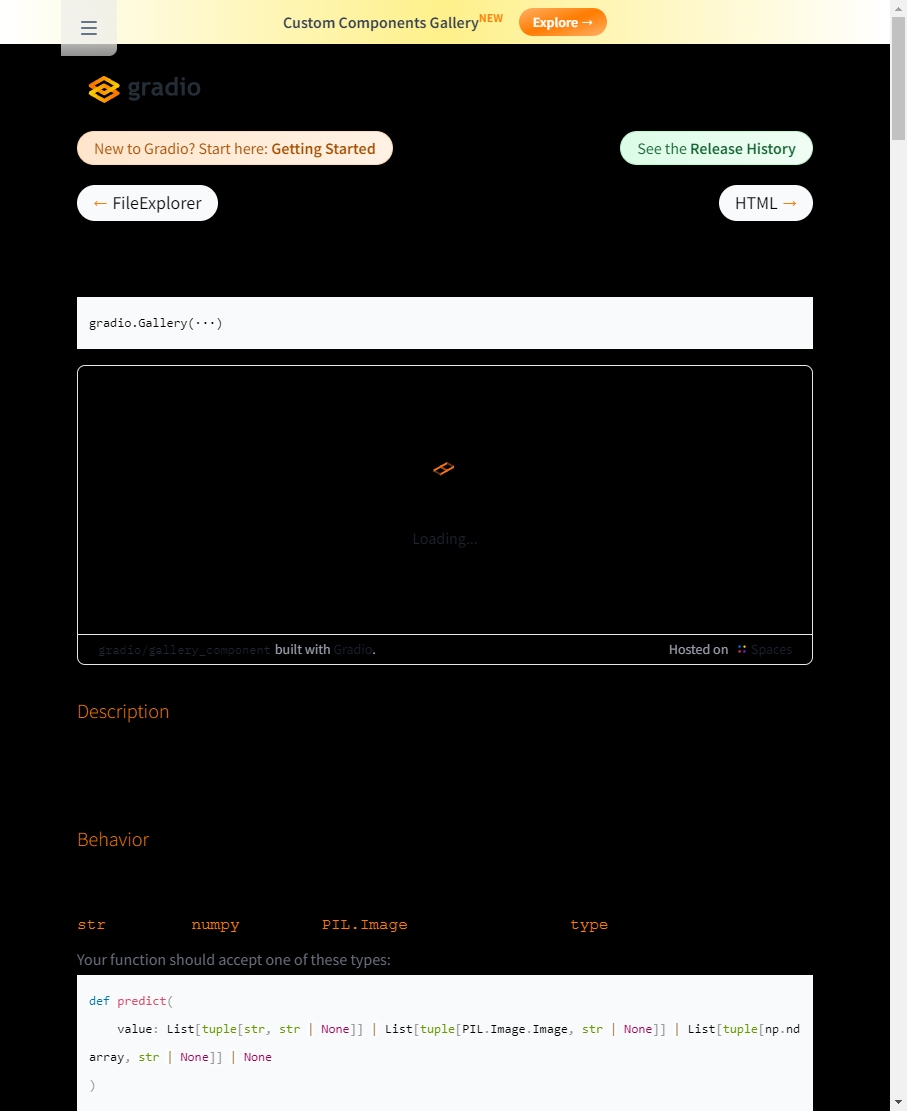 Custom Components Gallery NEW Explore →
gradio
New to Gradio? Start here: Getting Started See the Release History
← FileExplorer HTML →
gradio.Gallery(···)
Loading...
gradio/gallery_component built with Gradio. Hosted on Spaces
Description
Behavior
str numpy PIL.Image type
Your function should accept one of these types:
def predict(
value: List[tuple[str, str | None]] | List[tuple[PIL.Image.Image, str | None]] | List[tuple[np.nd
array, str | None]] | None
)